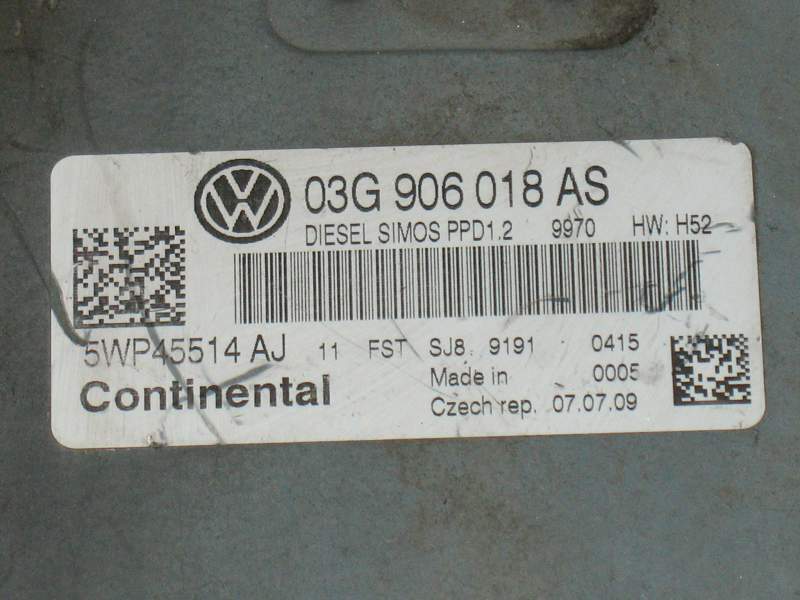 VW 03G 906 018 AS
DIESEL SIMOS PPD1.2 9970 HW: H52
5WP45514 AJ 11 FST SJ8 9191 0415
Continental Made in 0005
Czech rep. 07.07.09